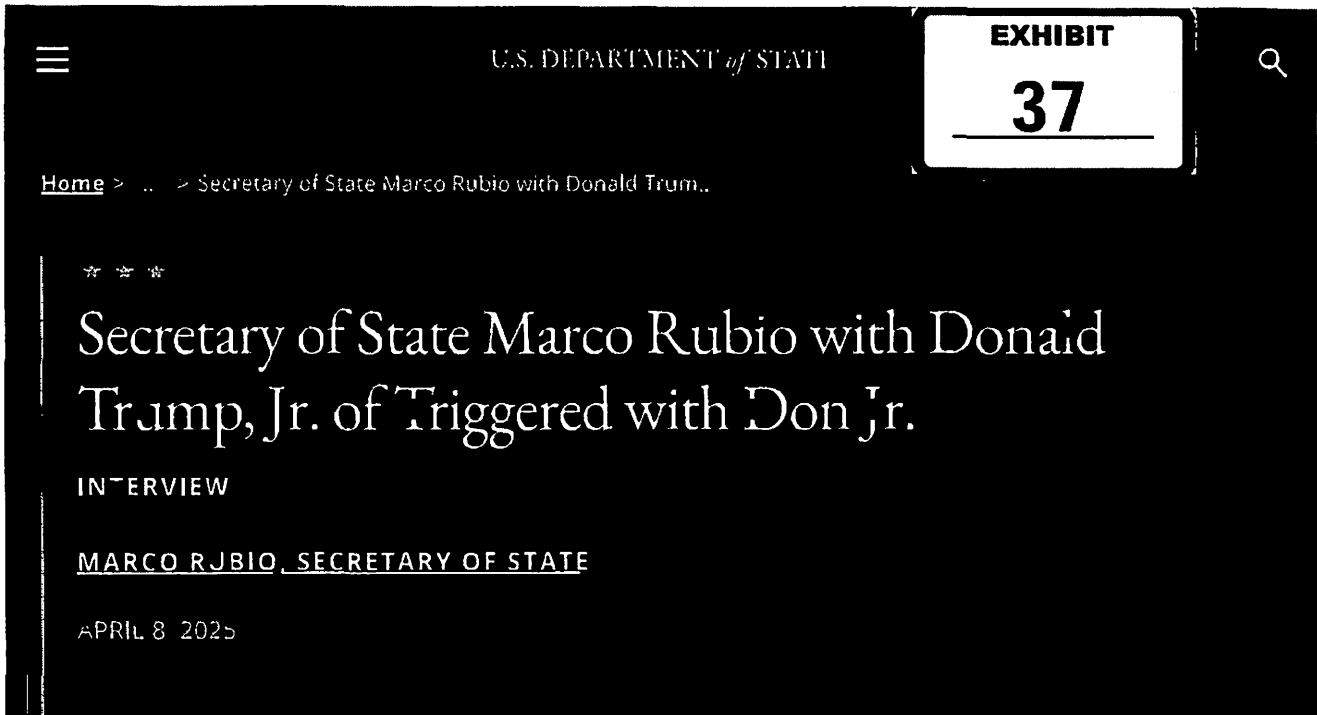 U.S. DEPARTMENT of STATE
EXHIBIT
37
Home > .. > Secretary of State Marco Rubio with Donald Trum..
Secretary of State Marco Rubio with Donald
Trump, Jr. of Triggered with Don Jr.
INTERVIEW
MARCO RUBIO, SECRETARY OF STATE
APRIL 8 2025